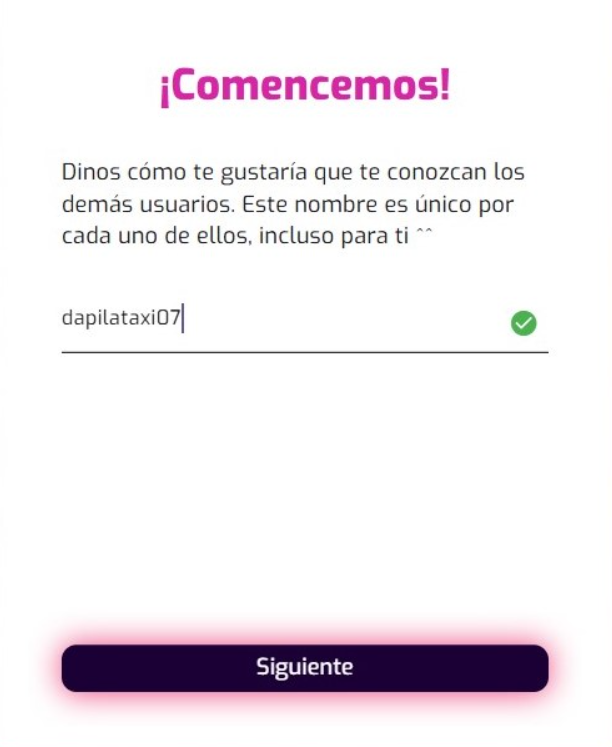 ¡Comencemos!
Dinos cómo te gustaría que te conozcan los
demás usuarios. Este nombre es único por
cada uno de ellos, incluso para ti ^^
dapilataxi07
Siguiente